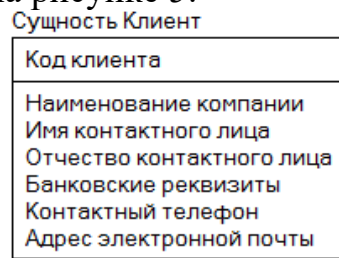 на рисунке 3.
Сущность Клиент
Код клиента
Наименование компании
Имя контактного лица
Отчество контактного лица
Банковские реквизиты
Контактный телефон
Адрес электронной почты